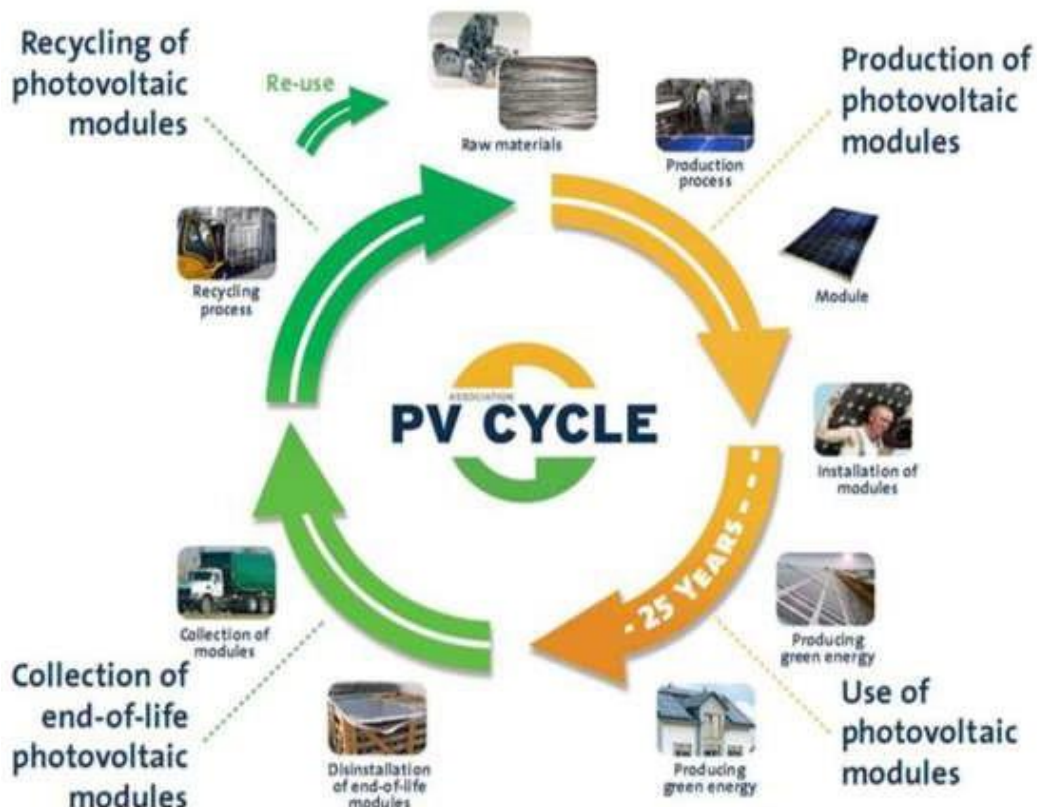 Recycling of
photovoltaic
modules
Re-use
Raw materials
Production
process
Production of
photovoltaic
modules
Recycling
process
Module
ASSOCIATION
PV CYCLE
Installation of
modules
- 25 YEARS - - -
Collection of
modules
Producing
green energy
Collection of
end-of-life
photovoltaic
modules
Disinstallation
of end-of-life
modules
Producing
green energy
Use of
photovoltaic
modules